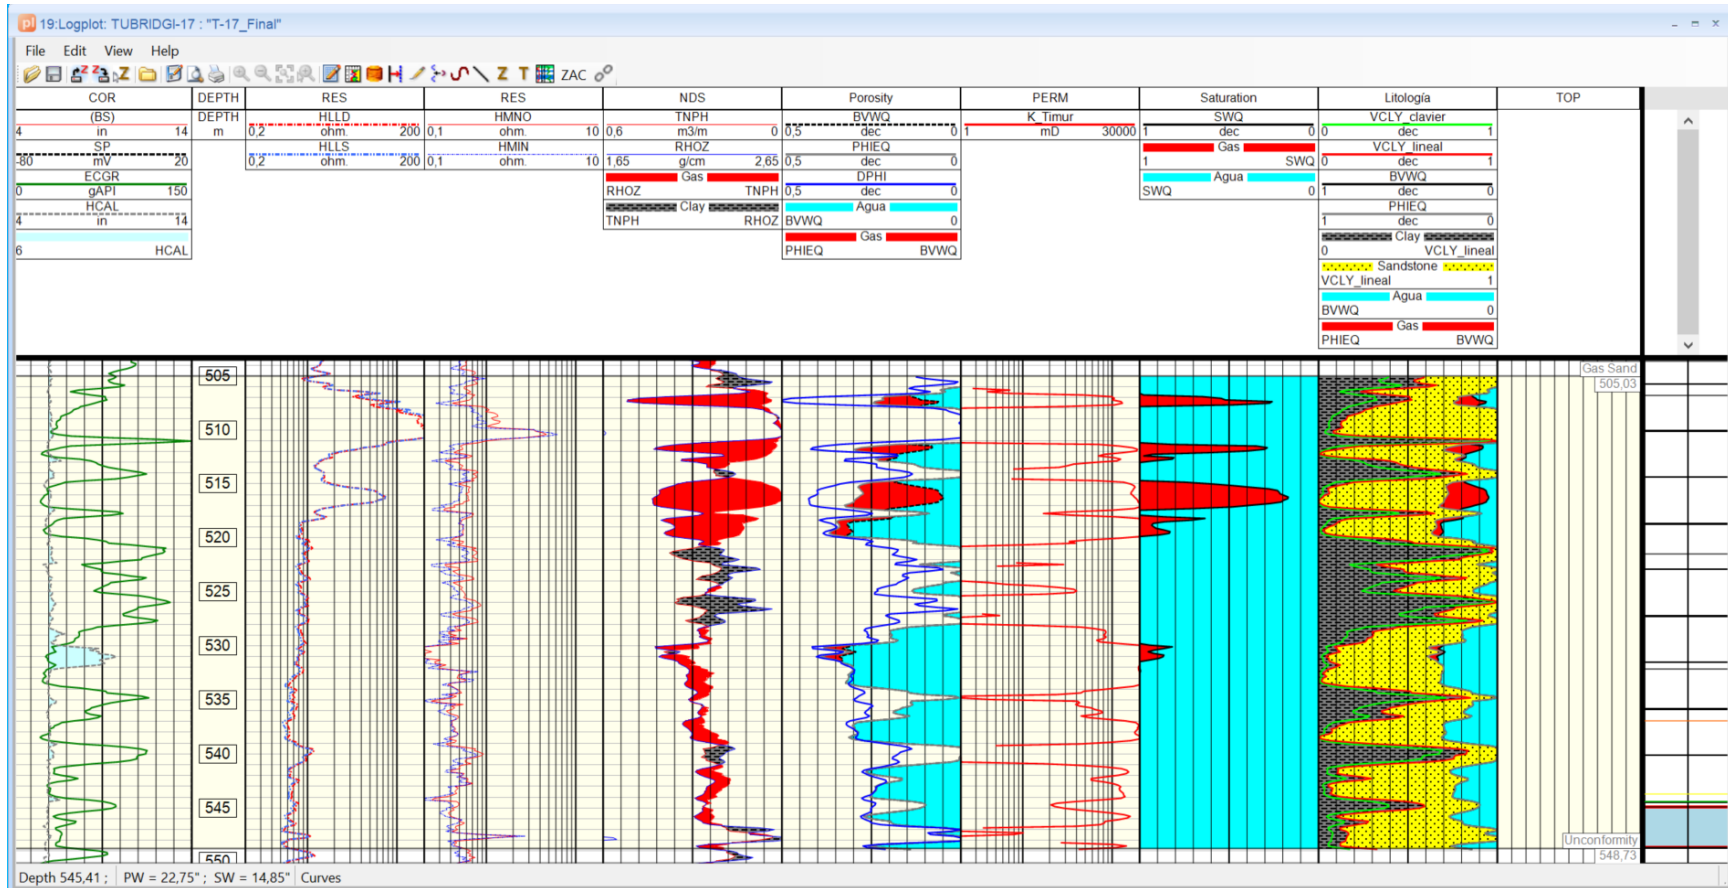 19:Logplot: TUBRIDGI-17 : "T-17_Final"
File Edit View Help
ZAC
COR DEPTH RES RES NDS Porosity PERM Saturation Litología TOP
(BS) DEPTH HLLD HMNO TNPH BVWQ K_Timur SWQ VCLY_clavier
4 in 14 m 0,2 ohm. 200 0,1 ohm. 10 0,6 m3/m 0 0,5 dec 0 1 mD 30000 1 dec 0 0 dec 1
SP HLLS HMIN RHOZ PHIEQ Gas VCLY_lineal
-80 mV 20 0,2 ohm. 200 0,1 ohm. 10 1,65 g/cm 2,65 0,5 dec 0 1 SWQ 0 dec 1
ECGR Gas DPHI Agua BVWQ
0 gAPI 150 RHOZ TNPH 0,5 dec 0 SWQ 0 1 dec 0
HCAL Clay Agua PHIEQ
4 in 14 TNPH RHOZ BVWQ 0 1 dec 0
Gas Clay
6 HCAL PHIEQ BVWQ 0 VCLY_lineal
Sandstone
VCLY_lineal 1
Agua
BVWQ 0
Gas
PHIEQ BVWQ
Gas Sand
505
505,03
510
515
520
525
530
535
540
545
Unconformity
550
548,73
Depth 545,41 ; PW = 22,75" ; SW = 14,85" Curves